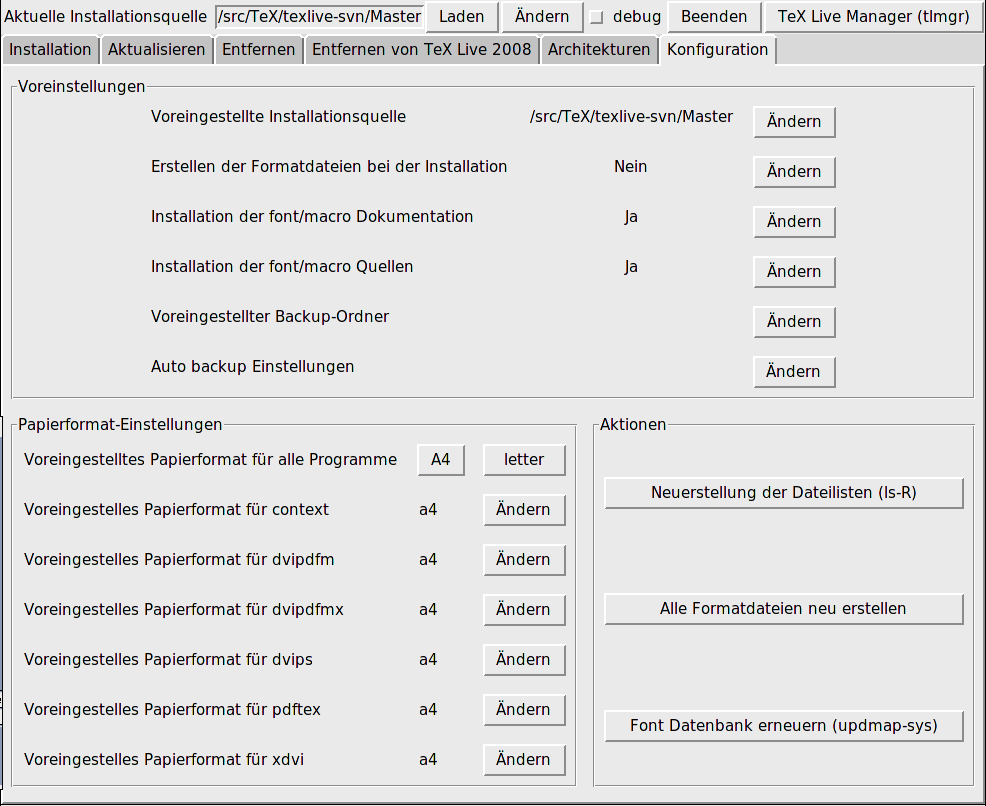 Aktuelle Installationsquelle /src/TeX/texlive-svn/Master Laden Ändern debug Beenden TeX Live Manager (tlmgr)
Installation Aktualisieren Entfernen Entfernen von TeX Live 2008 Architekturen Konfiguration
Voreinstellungen
Voreingestellte Installationsquelle /src/TeX/texlive-svn/Master Ändern
Erstellen der Formatdateien bei der Installation Nein Ändern
Installation der font/macro Dokumentation Ja Ändern
Installation der font/macro Quellen Ja Ändern
Voreingestellter Backup-Ordner Ändern
Auto backup Einstellungen Ändern
Papierformat-Einstellungen
Voreingestelltes Papierformat für alle Programme A4 letter
Voreingestelles Papierformat für context a4 Ändern
Voreingestelles Papierformat für dvipdfm a4 Ändern
Voreingestelles Papierformat für dvipdfmx a4 Ändern
Voreingestelles Papierformat für dvips a4 Ändern
Voreingestelles Papierformat für pdftex a4 Ändern
Voreingestelles Papierformat für xdvi a4 Ändern
Aktionen
Neuerstellung der Dateilisten (ls-R)
Alle Formatdateien neu erstellen
Font Datenbank erneuern (updmap-sys)